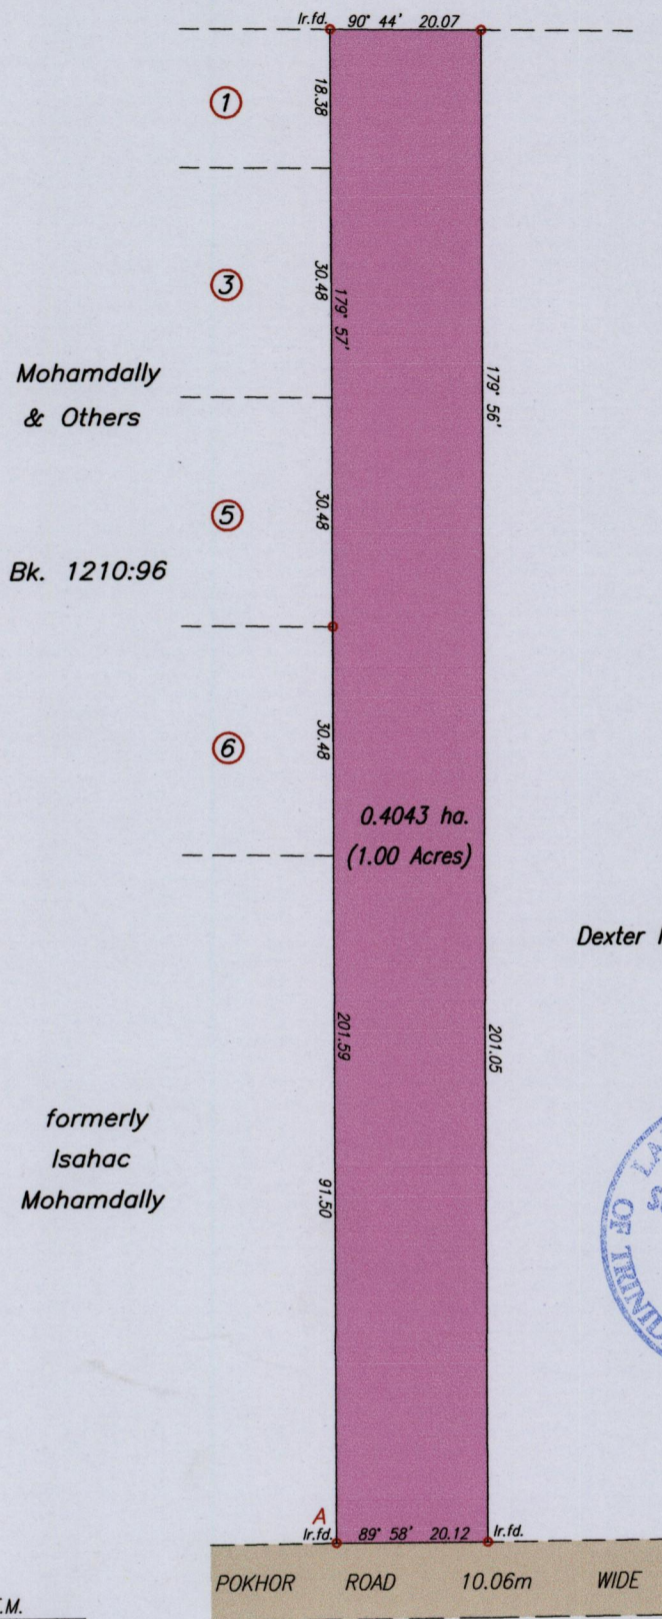 Ir.fd. 90° 44' 20.07
1
18.38
3
30.48
179° 57'
Mohamdally
& Others
179° 56'
5
30.48
Bk. 1210:96
6
30.48
0.4043 ha.
(1.00 Acres)
Dexter
201.59
201.05
formerly
Isahac
Mohamdally
91.50
OF
A
Ir.fd. 89° 58' 20.12 Ir.fd.
POKHOR ROAD 10.06m WIDE